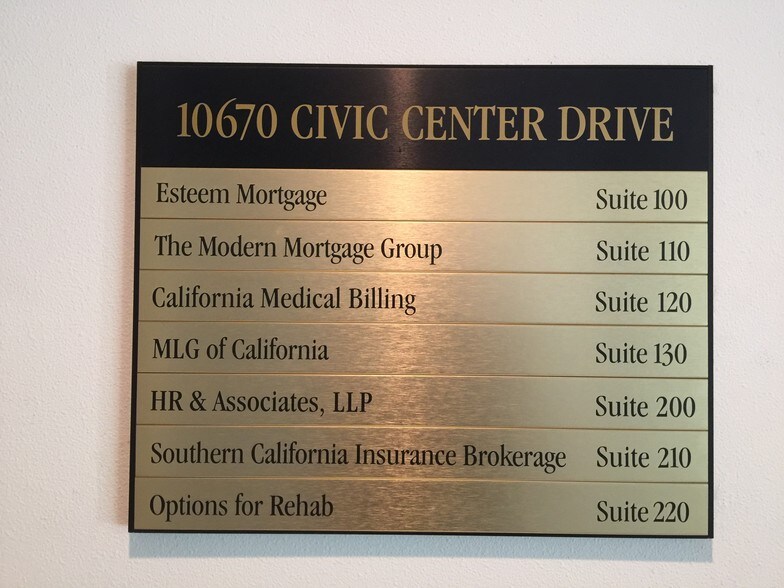 10670 CIVIC CENTER DRIVE
Esteem Mortgage Suite 100
The Modern Mortgage Group Suite 110
California Medical Billing Suite 120
MLG of California Suite 130
HR & Associates, LLP Suite 200
Southern California Insurance Brokerage Suite 210
Options for Rehab Suite 220